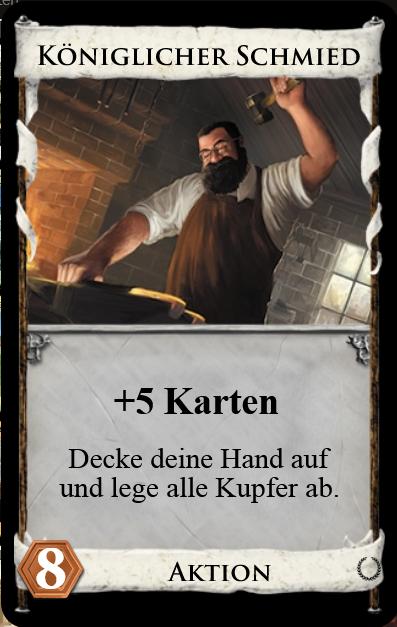 KÖNIGLICHER SCHMIED
+5 Karten
Decke deine Hand auf
und lege alle Kupfer ab.
8
AKTION